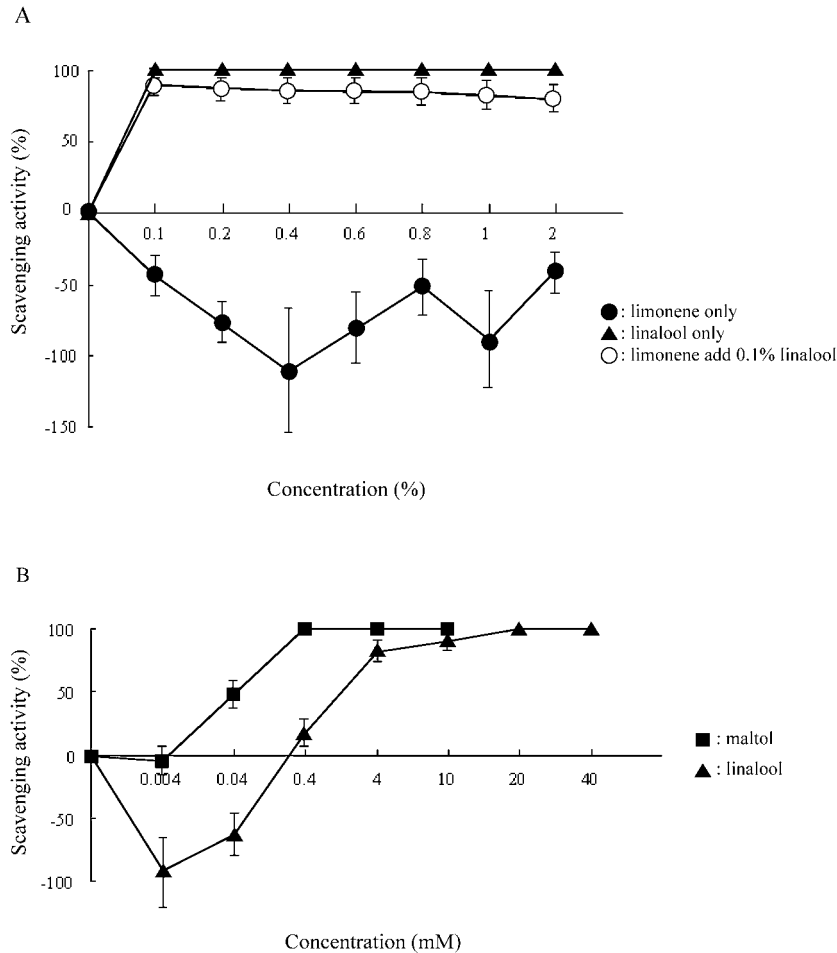 A
Scavenging activity (%)
100
50
0
-50
-100
-150
0.1 0.2 0.4 0.6 0.8 1 2
Concentration (%)
: limonene only
: linalool only
: limonene add 0.1% linalool
B
Scavenging activity (%)
100
50
0
-50
-100
0.004 0.04 0.4 4 10 20 40
Concentration (mM)
: maltol
: linalool